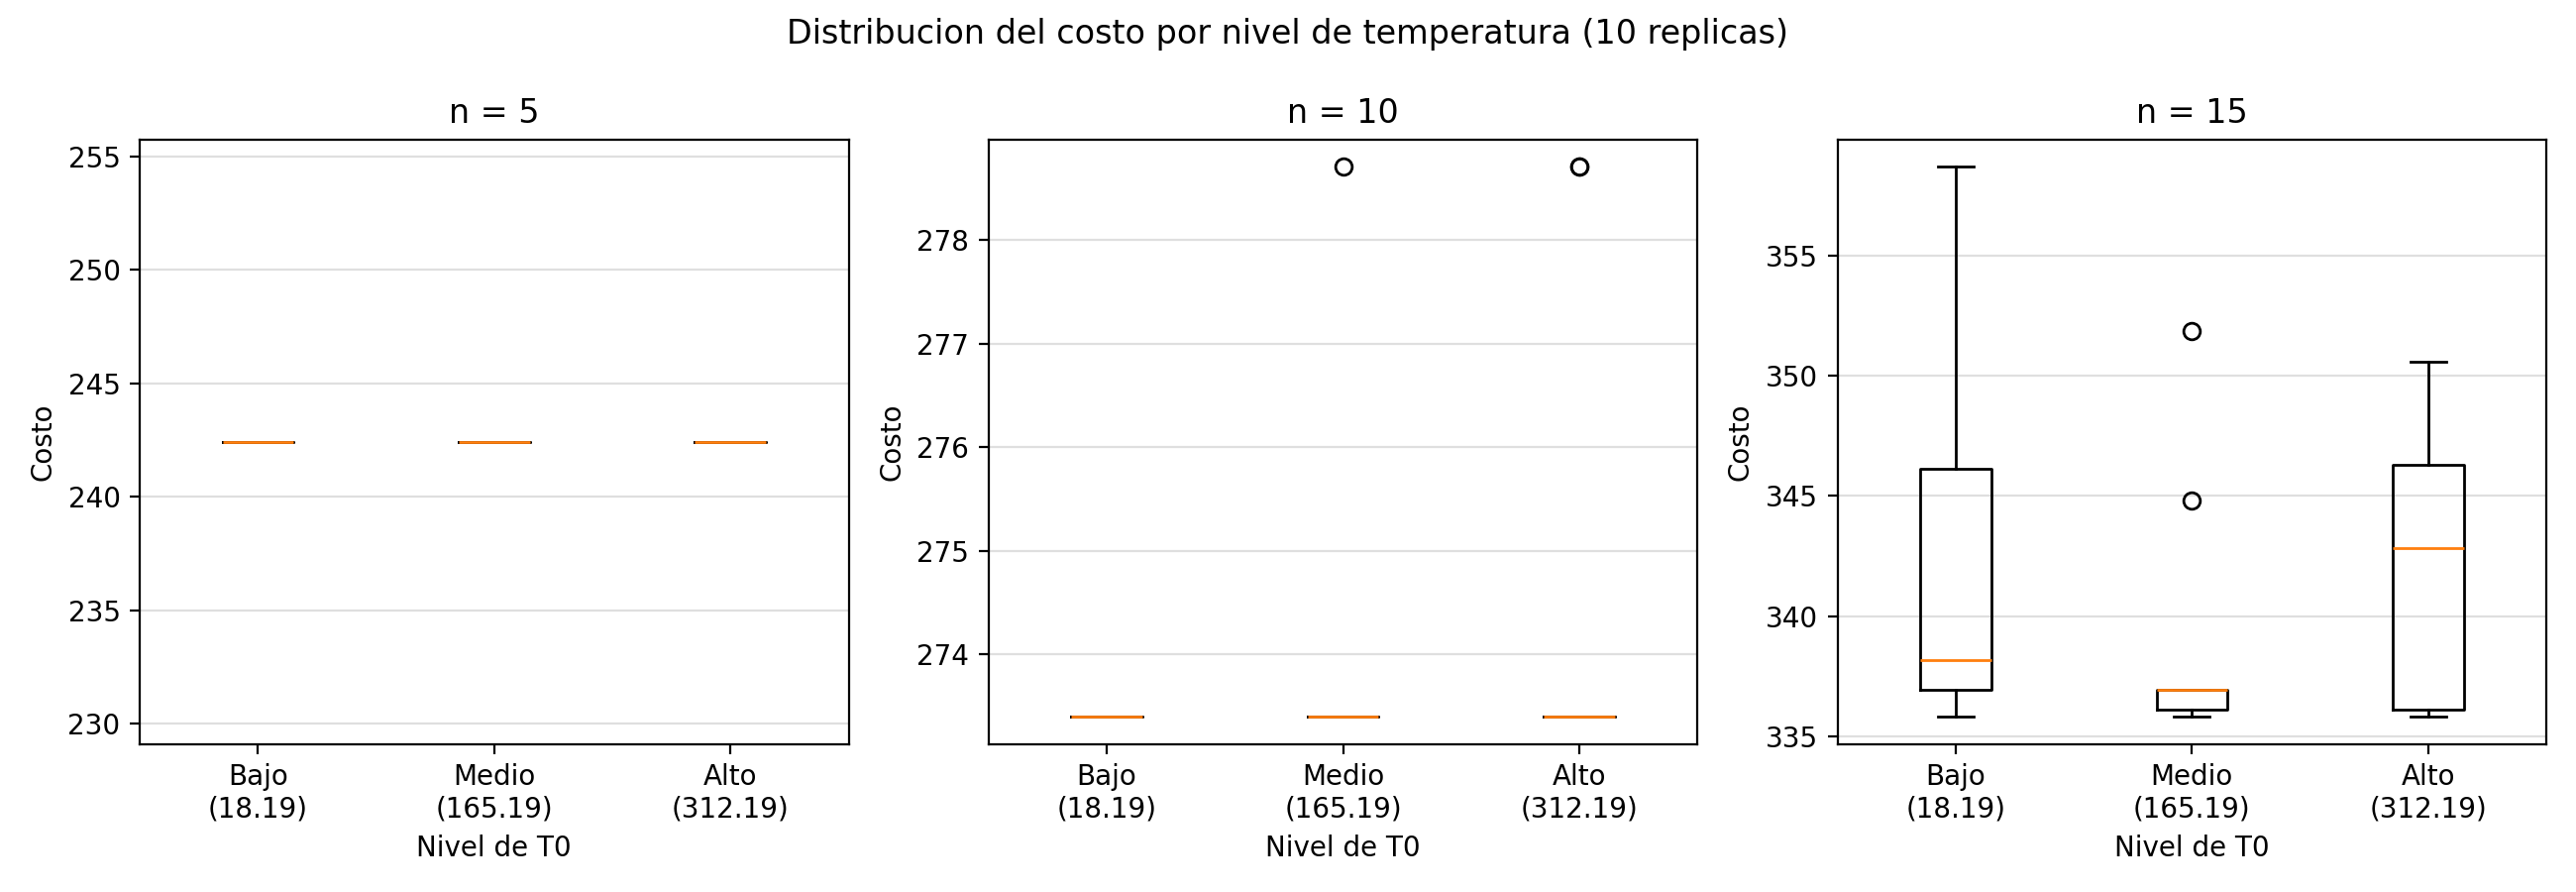 Distribucion del costo por nivel de temperatura (10 replicas)
n = 5
255
250
245
240
235
230
Costo
Bajo
(18.19)
Medio
(165.19)
Alto
(312.19)
Nivel de T0
n = 10
278
277
276
275
274
Costo
Bajo
(18.19)
Medio
(165.19)
Alto
(312.19)
Nivel de T0
n = 15
355
350
345
340
335
Costo
Bajo
(18.19)
Medio
(165.19)
Alto
(312.19)
Nivel de T0